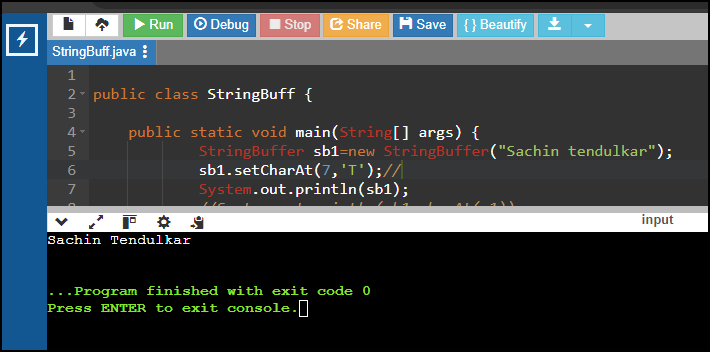 Run Debug Stop Share Save { } Beautify
StringBuff.java
1
2 public class StringBuff {
3
4 public static void main(String[] args) {
5 StringBuffer sb1=new StringBuffer("Sachin tendulkar");
6 sb1.setCharAt(7,'T');//
7 System.out.println(sb1);
input
Sachin Tendulkar
...Program finished with exit code 0
Press ENTER to exit console.